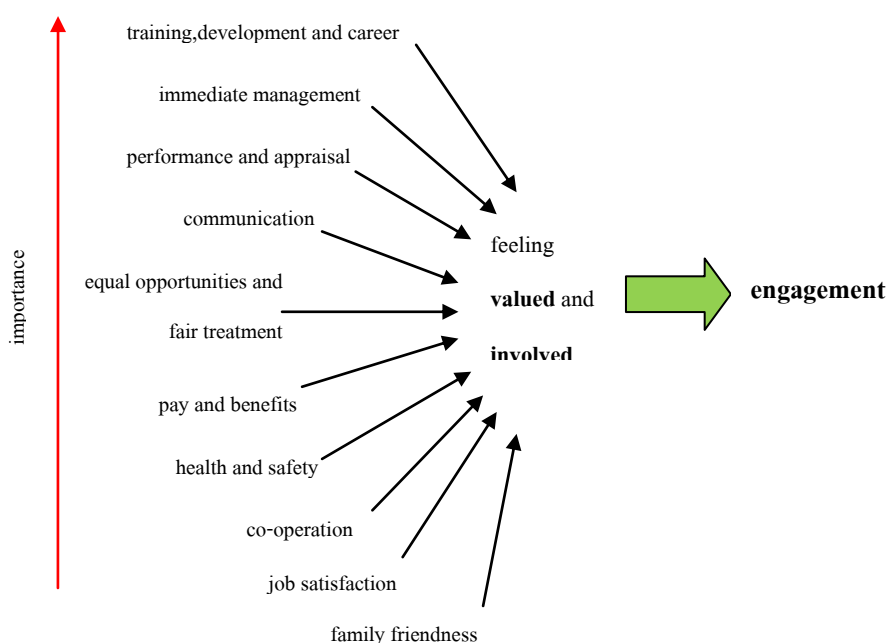 training,development and career
immediate management
performance and appraisal
communication
equal opportunities and
fair treatment
pay and benefits
health and safety
co-operation
job satisfaction
family friendness
importance
feeling
valued and
involved
engagement